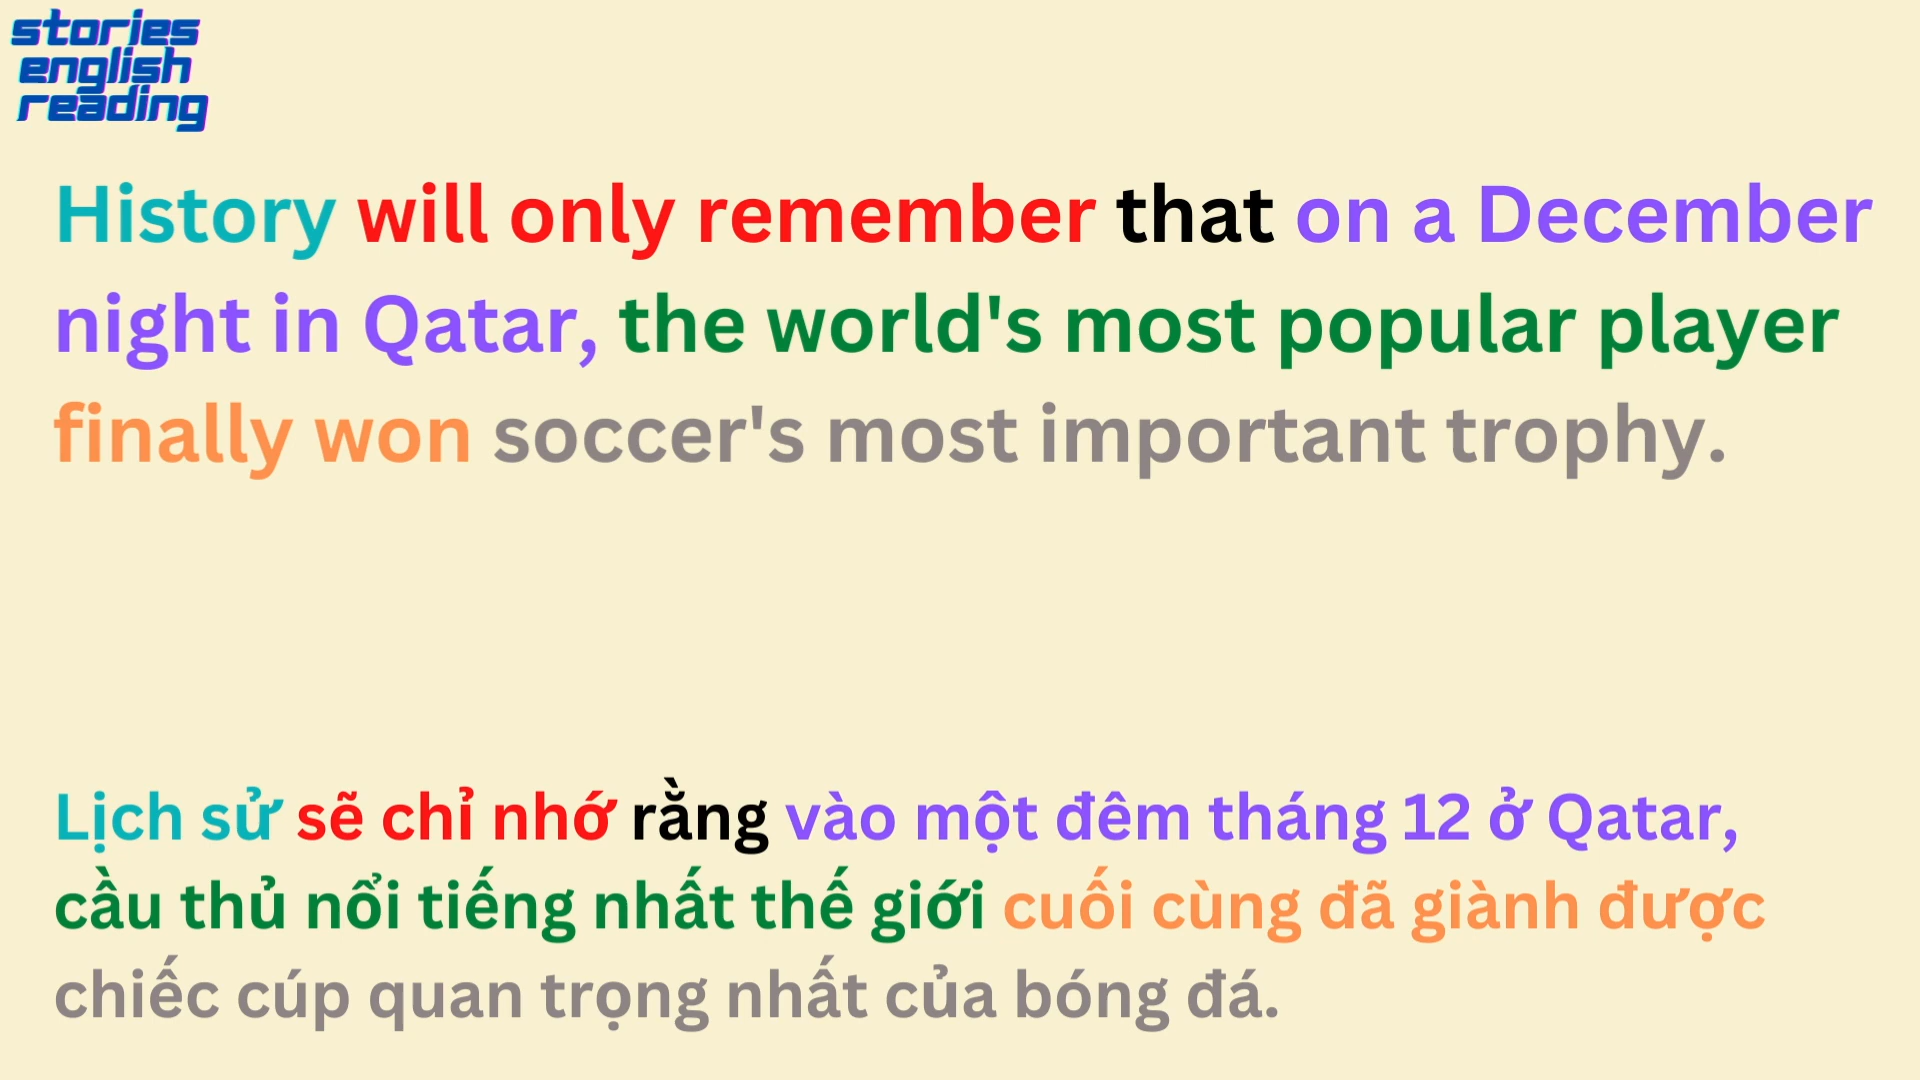 stories
english
reading
History will only remember that on a December
night in Qatar, the world's most popular player
finally won soccer's most important trophy.
Lịch sử sẽ chỉ nhớ rằng vào một đêm tháng 12 ở Qatar,
cầu thủ nổi tiếng nhất thế giới cuối cùng đã giành được
chiếc cúp quan trọng nhất của bóng đá.